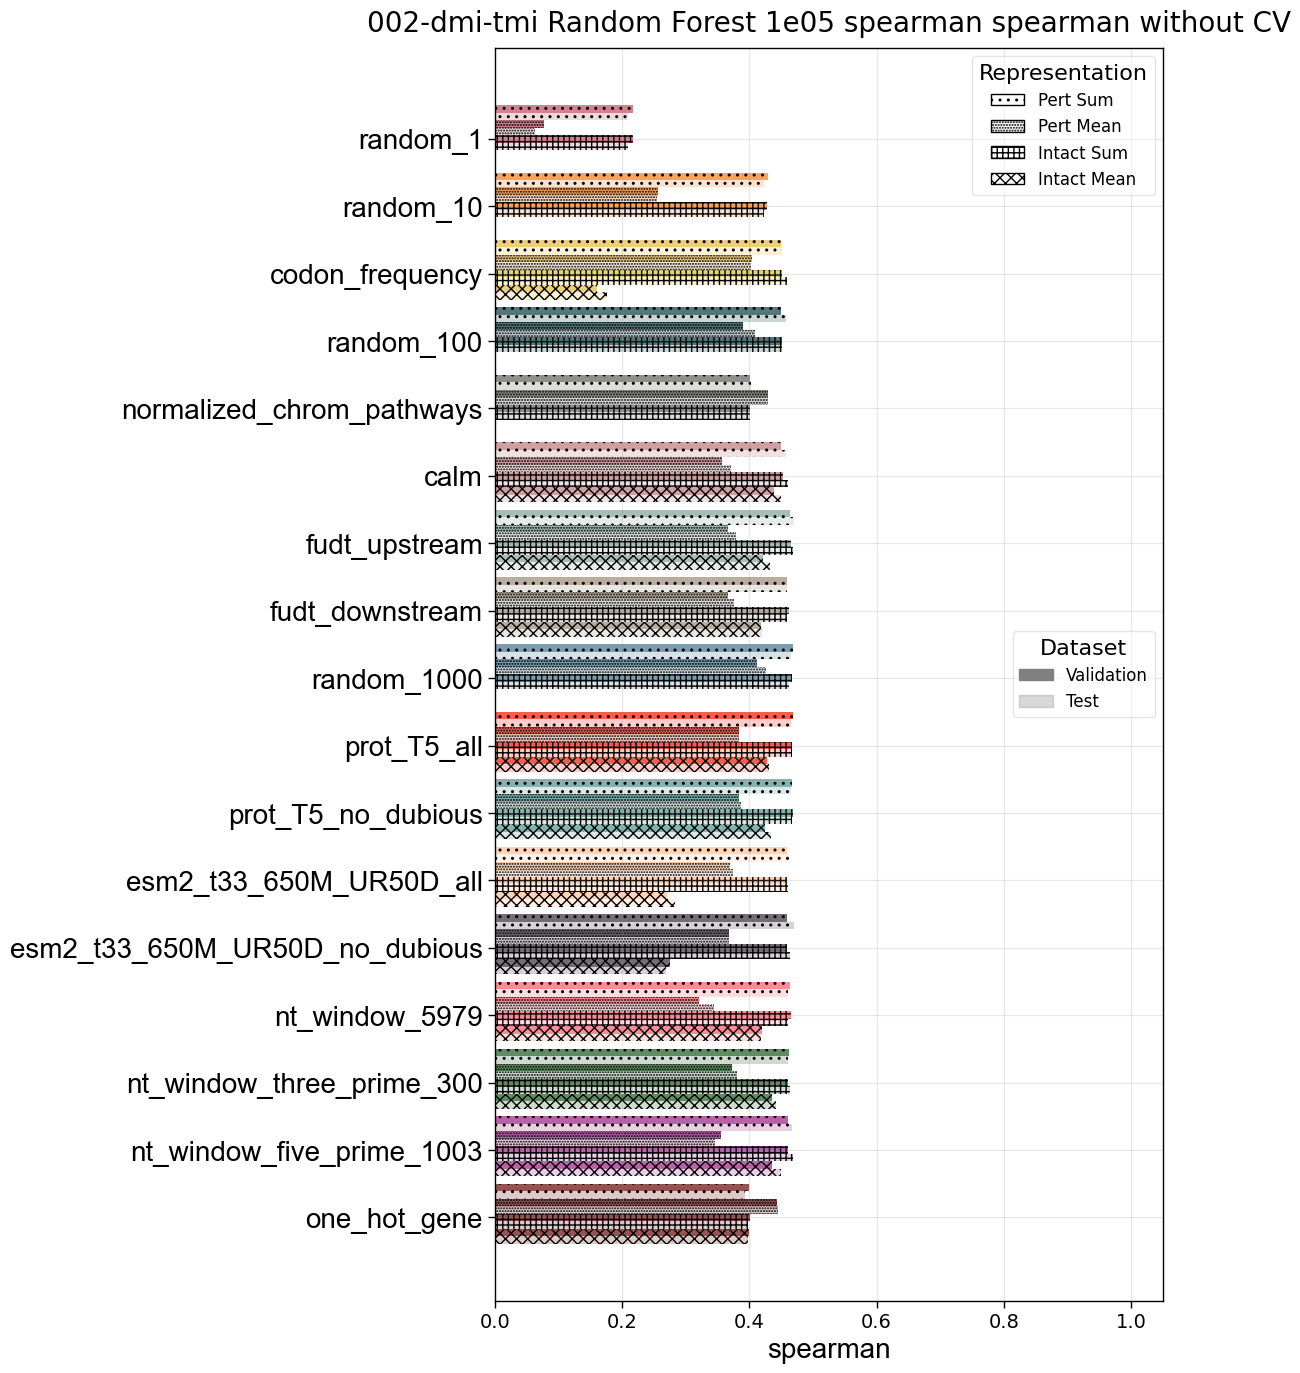 002-dmi-tmi Random Forest 1e05 spearman spearman without CV
Representation
Pert Sum
Pert Mean
Intact Sum
Intact Mean
random_1
random_10
codon_frequency
random_100
normalized_chrom_pathways
calm
fudt_upstream
fudt_downstream
random_1000
prot_T5_all
prot_T5_no_dubious
esm2_t33_650M_UR50D_all
esm2_t33_650M_UR50D_no_dubious
nt_window_5979
nt_window_three_prime_300
nt_window_five_prime_1003
one_hot_gene
Dataset
Validation
Test
0.0 0.2 0.4 0.6 0.8 1.0
spearman